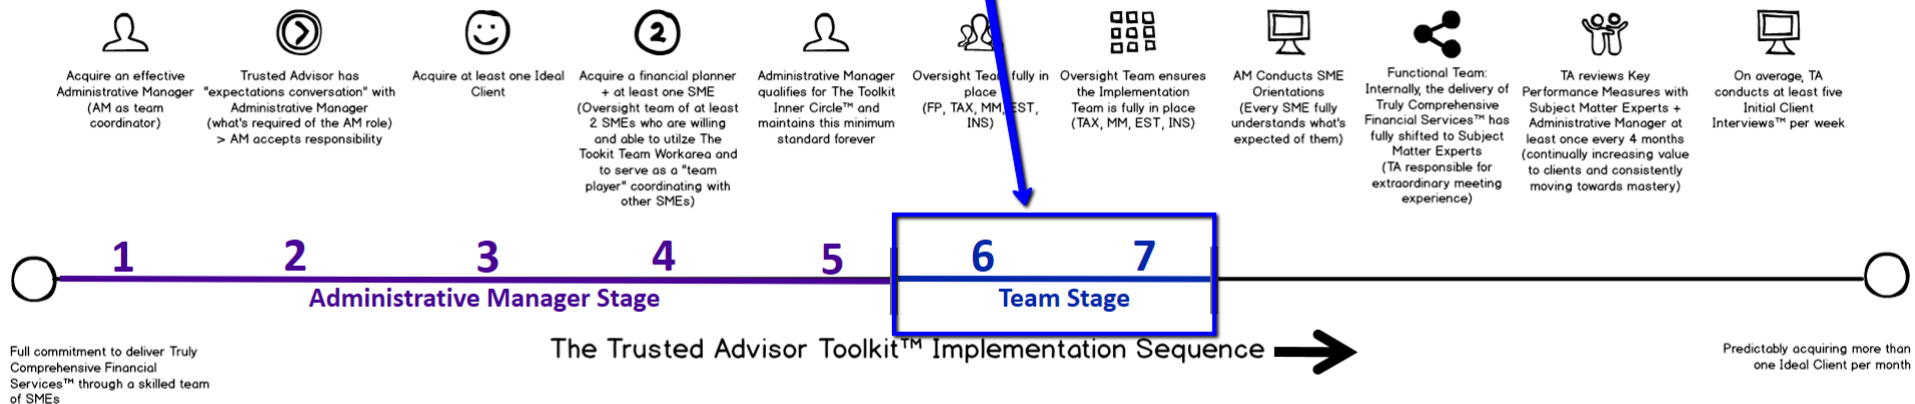 2
Acquire an effective
Administrative Manager
(AM as team
coordinator)
Trusted Advisor has
"expectations conversation" with
Administrative Manager
(what's required of the AM role)
> AM accepts responsibility
Acquire at least one Ideal
Client
Acquire a financial planner
+ at least one SME
(Oversight team of at least
2 SMEs who are willing
and able to utilze The
Tookit Team Workarea and
to serve as a "team
player" coordinating with
other SMEs)
Administrative Manager
qualifies for The Toolkit
Inner Circle™ and
maintains this minimum
standard forever
Oversight Team fully in
place
(FP, TAX, MM, EST,
INS)
Oversight Team ensures
the Implementation
Team is fully in place
(TAX, MM, EST, INS)
AM Conducts SME
Orientations
(Every SME fully
understands what's
expected of them)
Functional Team:
Internally, the delivery of
Truly Comprehensive
Financial Services™ has
fully shifted to Subject
Matter Experts
(TA responsible for
extraordinary meeting
experience)
TA reviews Key
Performance Measures with
Subject Matter Experts +
Administrative Manager at
least once every 4 months
(continually increasing value
to clients and consistently
moving towards mastery)
On average, TA
conducts at least five
Initial Client
Interviews™ per week
1 2 3 4 5 6 7
Administrative Manager Stage
Team Stage
The Trusted Advisor Toolkit™ Implementation Sequence
Full commitment to deliver Truly
Comprehensive Financial
Services™ through a skilled team
of SMEs
Predictably acquiring more than
one Ideal Client per month